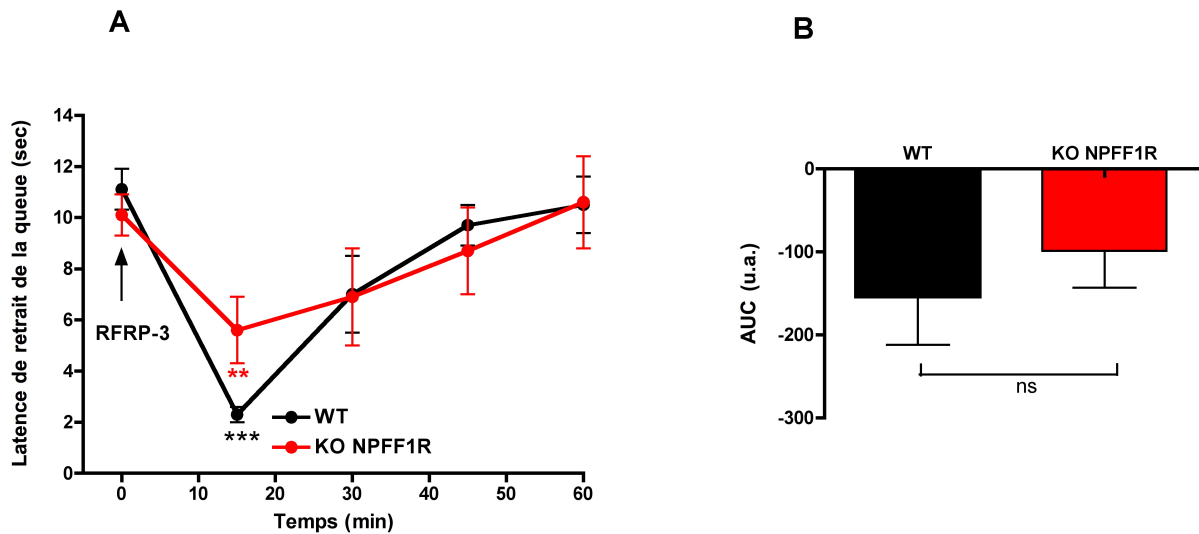 A
Latence de retrait de la queue (sec)
14
12
10
8
6
4
2
0
RFRP-3
**
***
WT
KO NPFF1R
0
10
20
30
40
50
60
Temps (min)
B
WT
KO NPFF1R
AUC (u.a.)
0
-100
-200
-300
ns